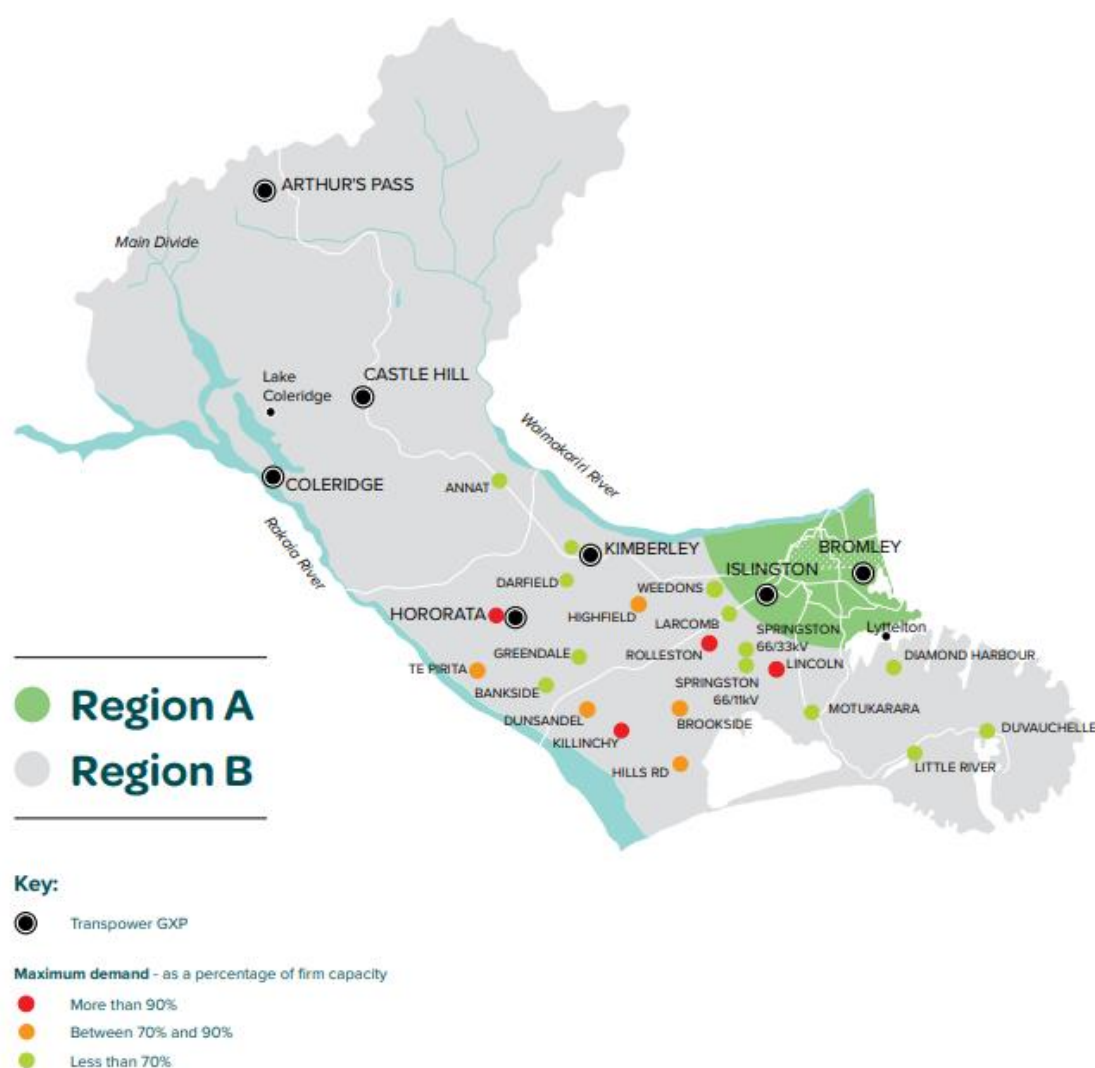 ARTHUR'S PASS
Main Divide
CASTLE HILL
Lake
Coleridge
Waimakariri River
COLERIDGE
ANNAT
Rakaia River
KIMBERLEY
BROMLEY
ISLINGTON
DARFIELD
WEEDONS
HORORATA
HIGHFIELD
LARCOMB
SPRINGSTON
66/33kV
Lyttelton
ROLLESTON
GREENDALE
LINCOLN
DIAMOND HARBOUR
TE PIRITA
SPRINGSTON
66/11kV
BANKSIDE
MOTUKARARA
DUNSANDEL
BROOKSIDE
DUVAUCHELLE
KILLINCHY
HILLS RD
LITTLE RIVER
Region A
Region B
Key:
Transpower GXP
Maximum demand - as a percentage of firm capacity
More than 90%
Between 70% and 90%
Less than 70%